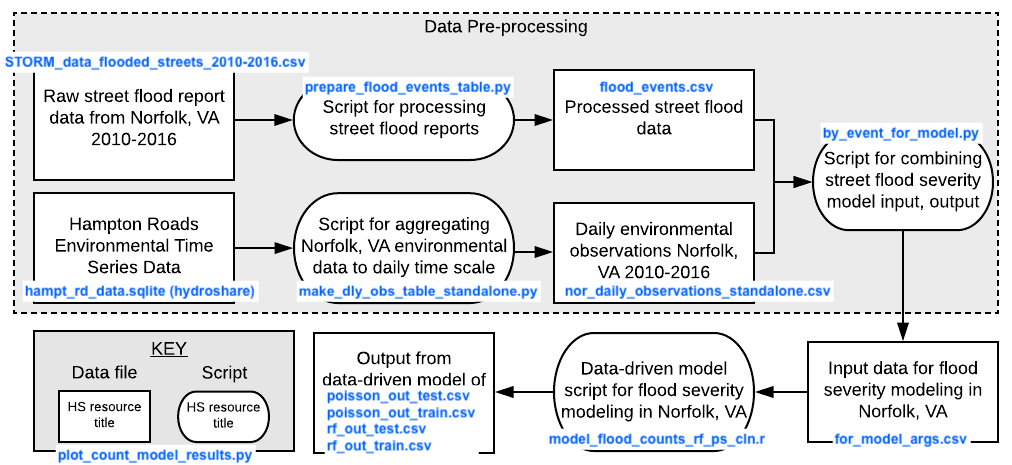 Data Pre-processing
STORM_data_flooded_streets_2010-2016.csv
Raw street flood report
data from Norfolk, VA
2010-2016
prepare_flood_events_table.py
Script for processing
street flood reports
flood_events.csv
Processed street flood
data
by_event_for_model.py
Script for combining
street flood severity
model input, output
Hampton Roads
Environmental Time
Series Data
hampt_rd_data.sqlite (hydroshare)
Script for aggregating
Norfolk, VA environmental
data to daily time scale
make_dly_obs_table_standalone.py
Daily environmental
observations Norfolk,
VA 2010-2016
nor_daily_observations_standalone.csv
KEY
Data file
Script
HS resource
title
HS resource
title
plot_count_model_results.py
Output from
data-driven model of
poisson_out_test.csv
poisson_out_train.csv
rf_out_test.csv
rf_out_train.csv
Data-driven model
script for flood severity
modeling in Norfolk, VA
model_flood_counts_rf_ps_cln.r
Input data for flood
severity modeling in
Norfolk, VA
for_model_args.csv